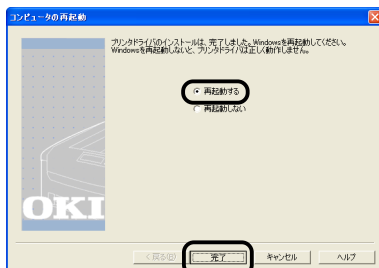 コンピュータの再起動
プリンタドライバのインストールは、完了しました。Windowsを再起動してください。
Windowsを再起動しないと、プリンタドライバは正しく動作しません。
再起動する
再起動しない
OKI
< 戻る(B)
完了
キャンセル
ヘルプ